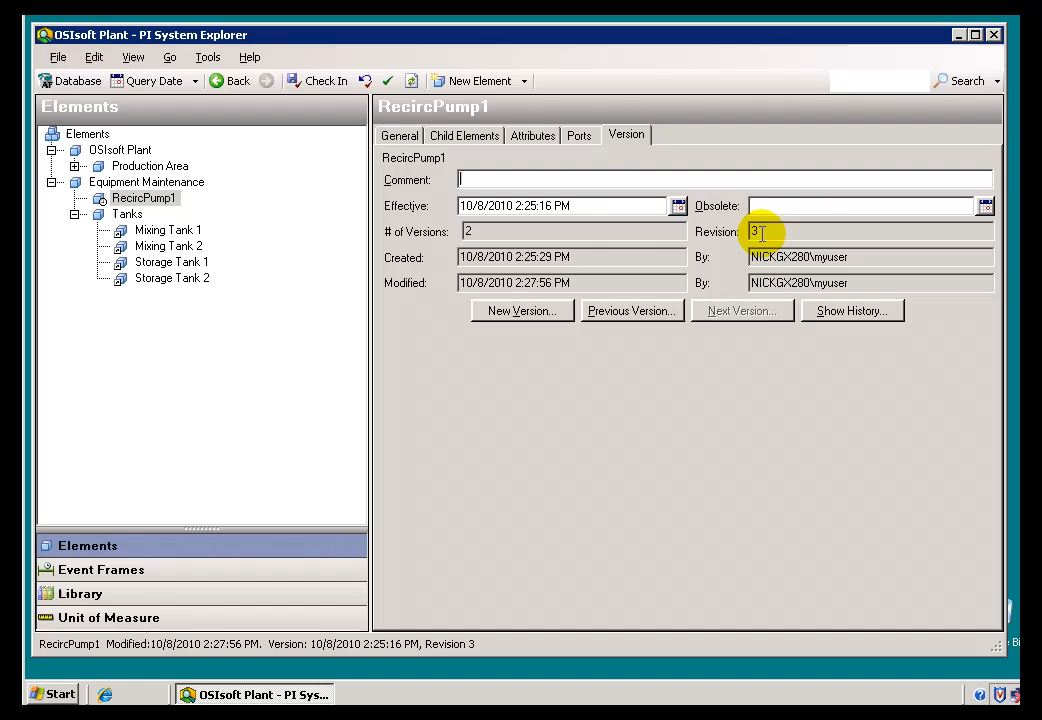 OSIsoft Plant - PI System Explorer
File Edit View Go Tools Help
Database Query Date Back Check In New Element Search
Elements
RecircPump1
Elements
OSIsoft Plant
Production Area
Equipment Maintenance
RecircPump1
Tanks
Mixing Tank 1
Mixing Tank 2
Storage Tank 1
Storage Tank 2
General Child Elements Attributes Ports Version
RecircPump1
Comment:
Effective: 10/8/2010 2:25:16 PM Obsolete:
# of Versions: 2 Revision: 3
Created: 10/8/2010 2:25:29 PM By: NICKGX280\myuser
Modified: 10/8/2010 2:27:56 PM By: NICKGX280\myuser
New Version... Previous Version... Next Version... Show History...
Elements
Event Frames
Library
Unit of Measure
RecircPump1 Modified:10/8/2010 2:27:56 PM. Version: 10/8/2010 2:25:16 PM, Revision 3
Start OSIsoft Plant - PI Sys...